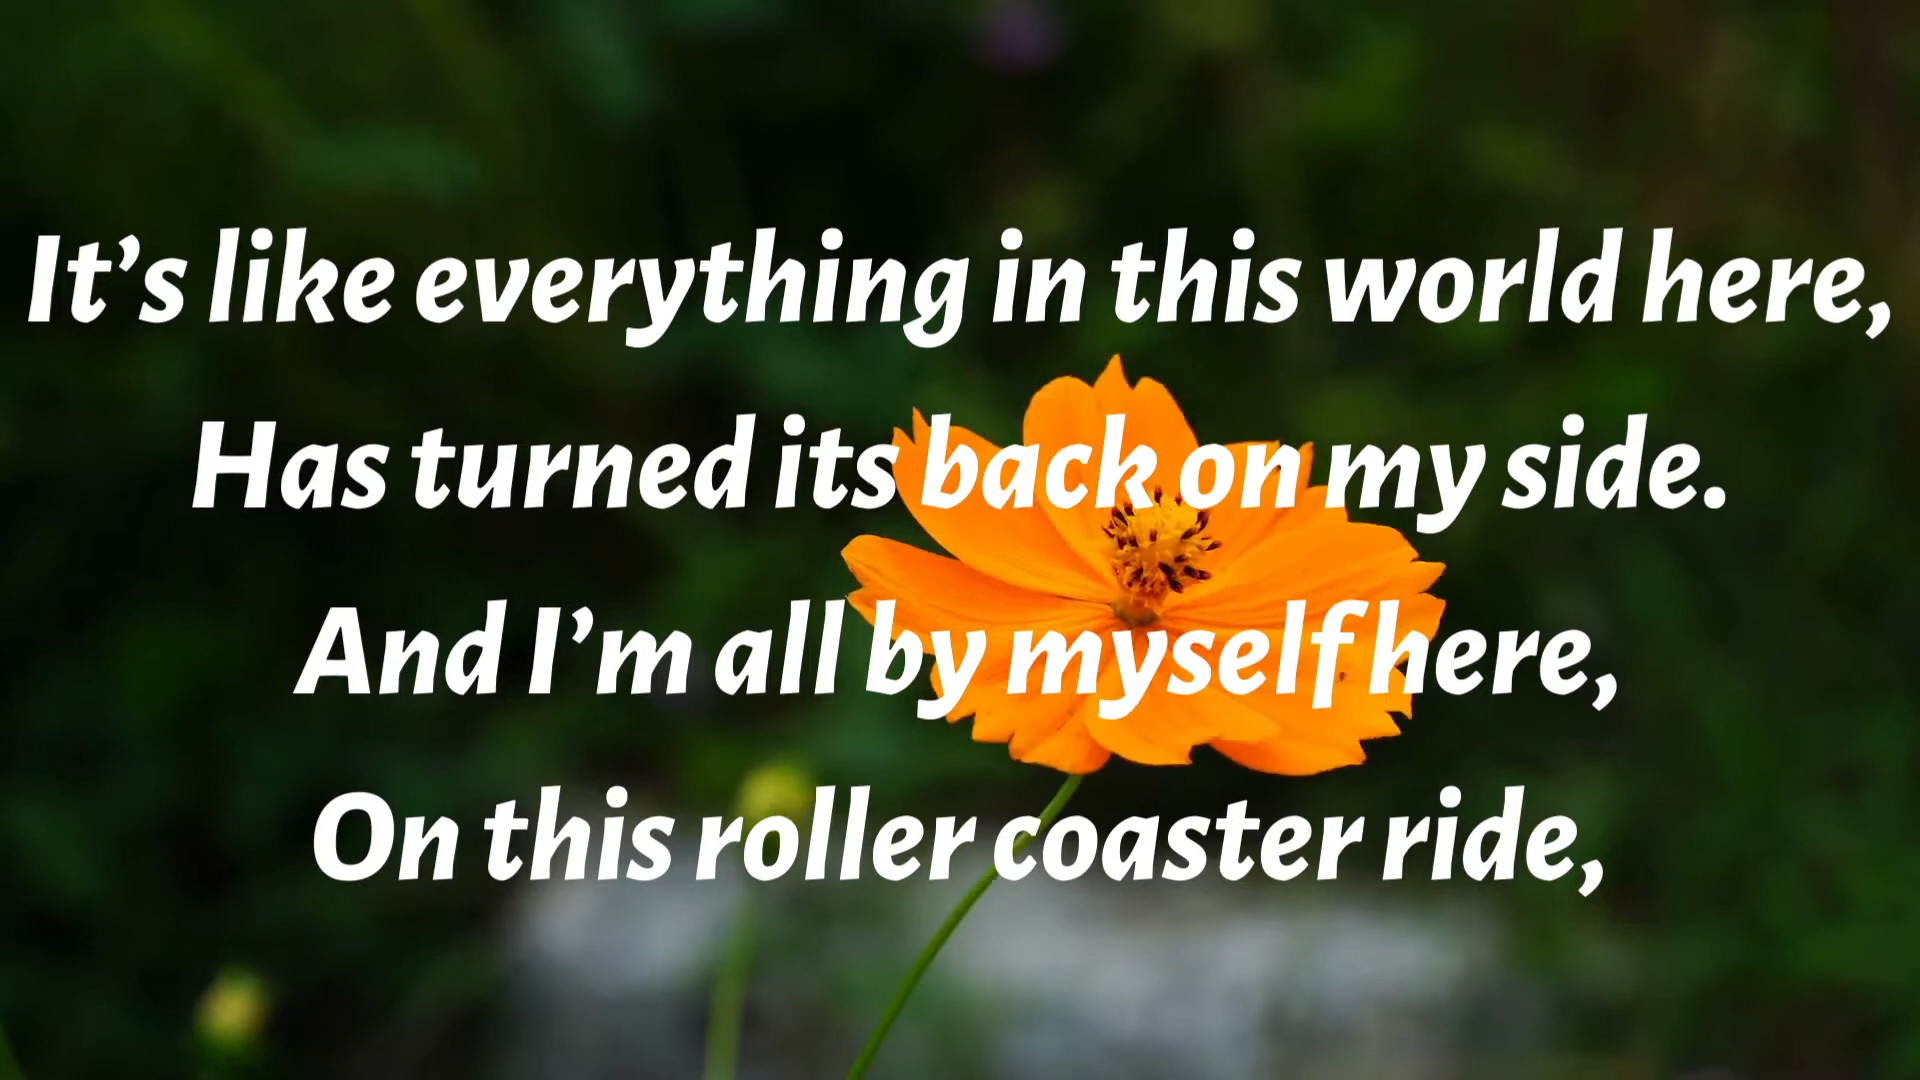 It’s like everything in this world here,
Has turned its back on my side.
And I’m all by myself here,
On this roller coaster ride,